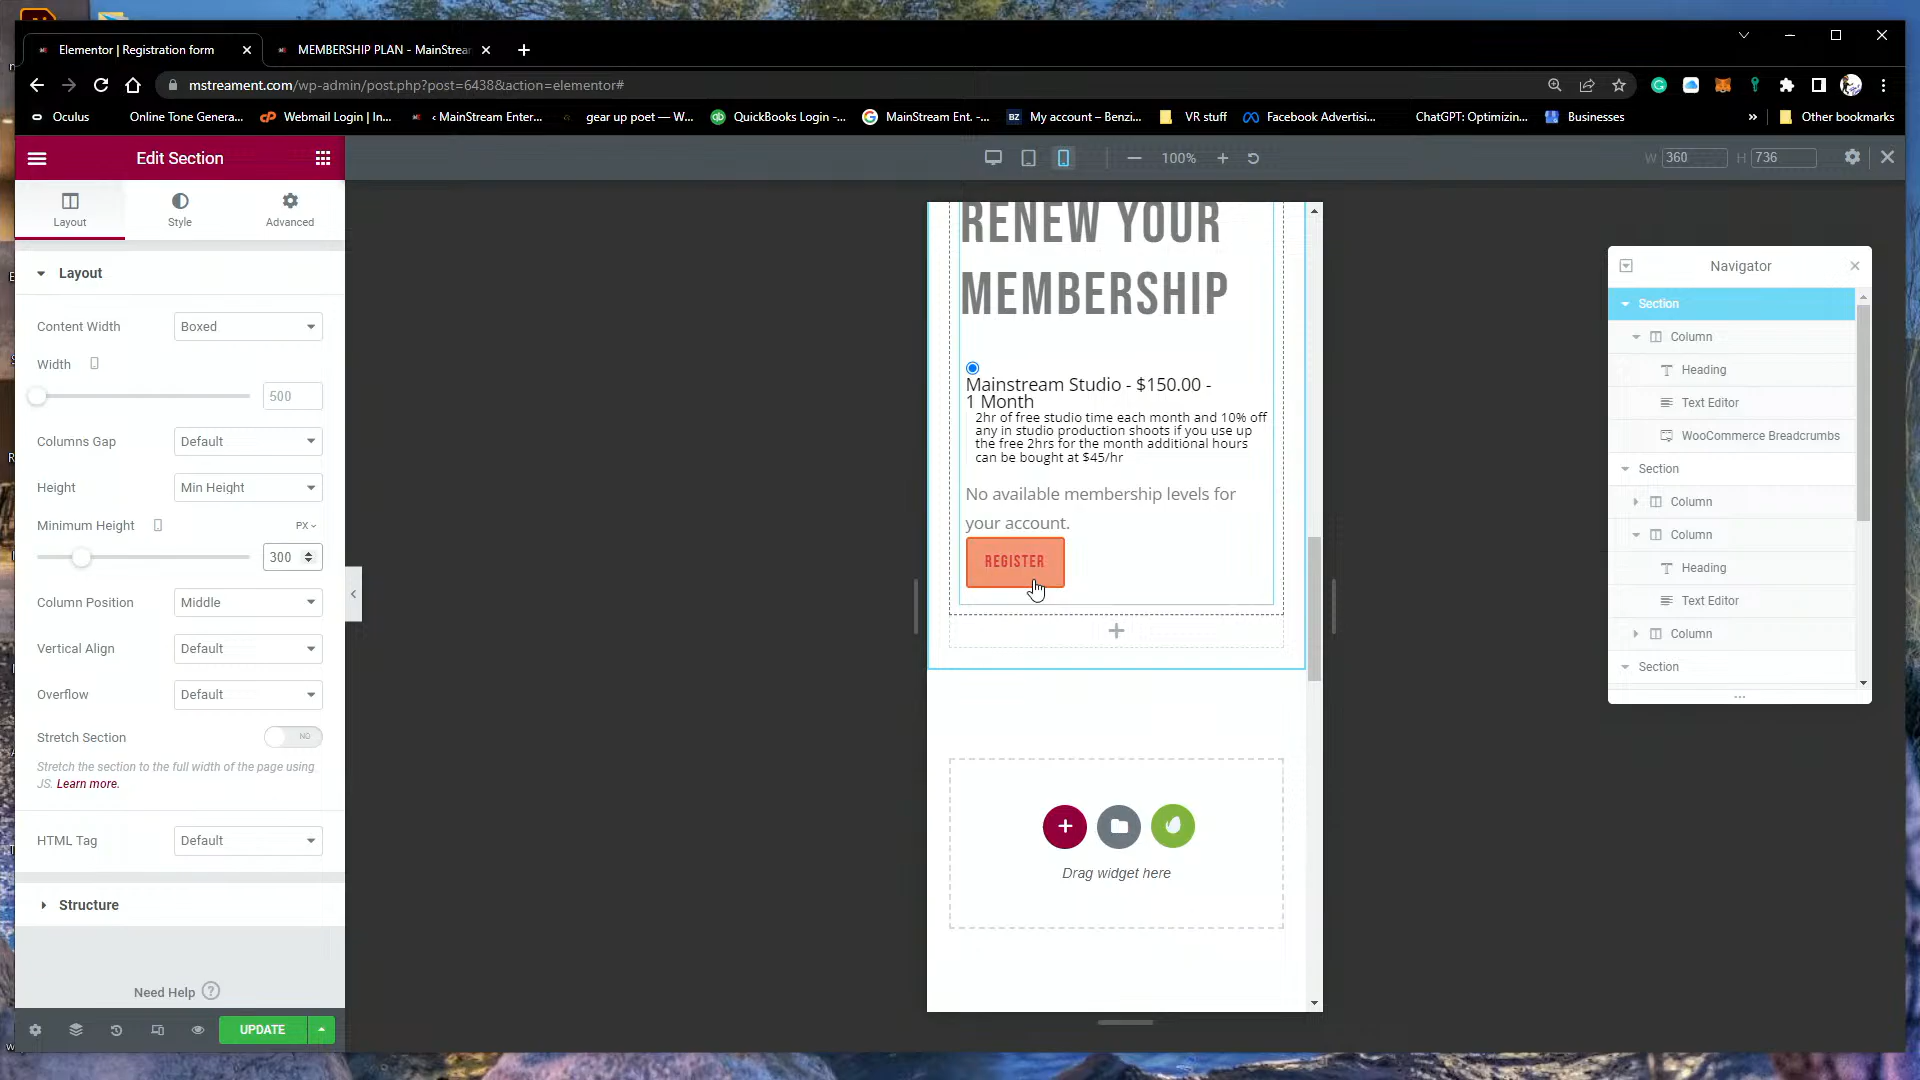 Elementor | Registration form
MEMBERSHIP PLAN - MainStrear
mstreament.com/wp-admin/post.php?post=6438&action=elementor#
Oculus
Online Tone Genera...
Webmail Login | In...
‹ MainStream Enter...
gear up poet — W...
QuickBooks Login -...
MainStream Ent. -...
BZ My account – Benzi...
VR stuff
Facebook Advertisi...
ChatGPT: Optimizin...
Businesses
»
Other bookmarks
Edit Section
100%
W 360
H 736
Layout
Style
Advanced
Layout
Content Width
Boxed
Width
500
Columns Gap
Default
Height
Min Height
Minimum Height
PX
300
Column Position
Middle
Vertical Align
Default
Overflow
Default
Stretch Section
NO
Stretch the section to the full width of the page using
JS. Learn more.
HTML Tag
Default
Structure
Need Help
UPDATE
RENEW YOUR
MEMBERSHIP
Mainstream Studio - $150.00 -
1 Month
2hr of free studio time each month and 10% off
any in studio production shoots if you use up
the free 2hrs for the month additional hours
can be bought at $45/hr
No available membership levels for
your account.
REGISTER
Drag widget here
Navigator
Section
Column
Heading
Text Editor
WooCommerce Breadcrumbs
Section
Column
Column
Heading
Text Editor
Column
Section